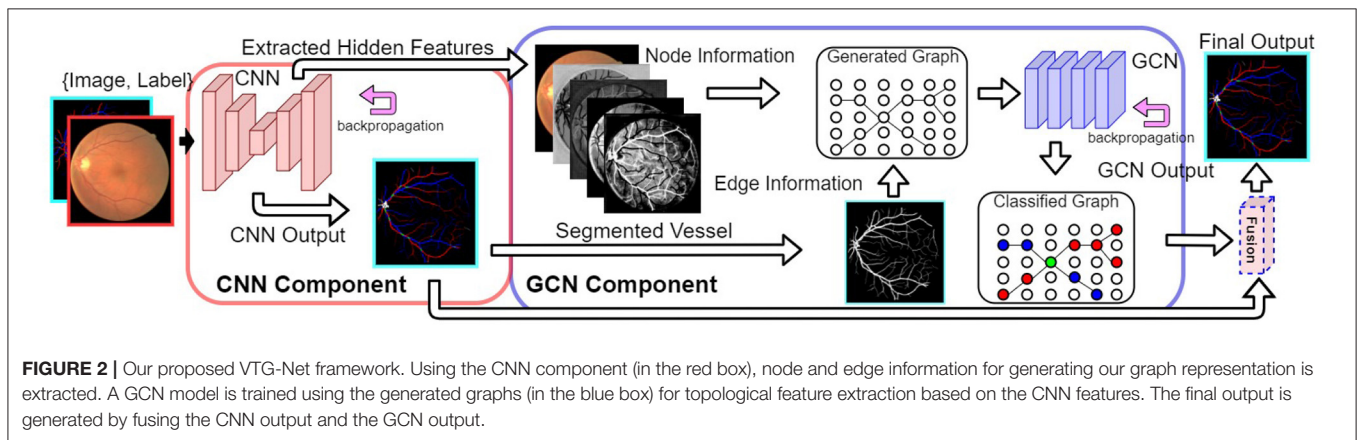 Extracted Hidden Features
Node Information
Generated Graph
GCN
Final Output
{Image, Label}
CNN
backpropagation
backpropagation
GCN Output
Edge Information
Classified Graph
CNN Output
Segmented Vessel
Fusion
CNN Component
GCN Component
FIGURE 2 | Our proposed VTG-Net framework. Using the CNN component (in the red box), node and edge information for generating our graph representation is
extracted. A GCN model is trained using the generated graphs (in the blue box) for topological feature extraction based on the CNN features. The final output is
generated by fusing the CNN output and the GCN output.